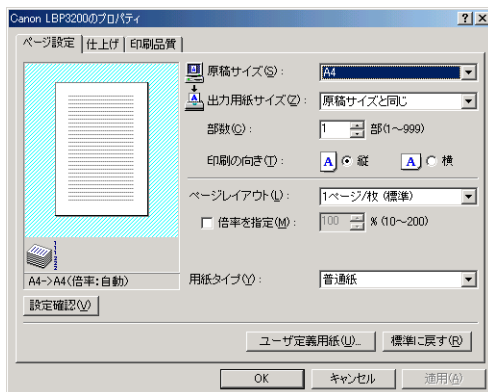 Canon LBP3200のプロパティ
ページ設定 仕上げ 印刷品質
原稿サイズ(S): A4
出力用紙サイズ(Z): 原稿サイズと同じ
部数(C): 1 部(1～999)
印刷の向き(T): A 縦 A 横
ページレイアウト(L): 1ページ/枚 (標準)
倍率を指定(M): 100 % (10～200)
A4->A4(倍率:自動)
用紙タイプ(Y): 普通紙
設定確認(V)
ユーザ定義用紙(U)... 標準に戻す(R)
OK キャンセル 適用(A)